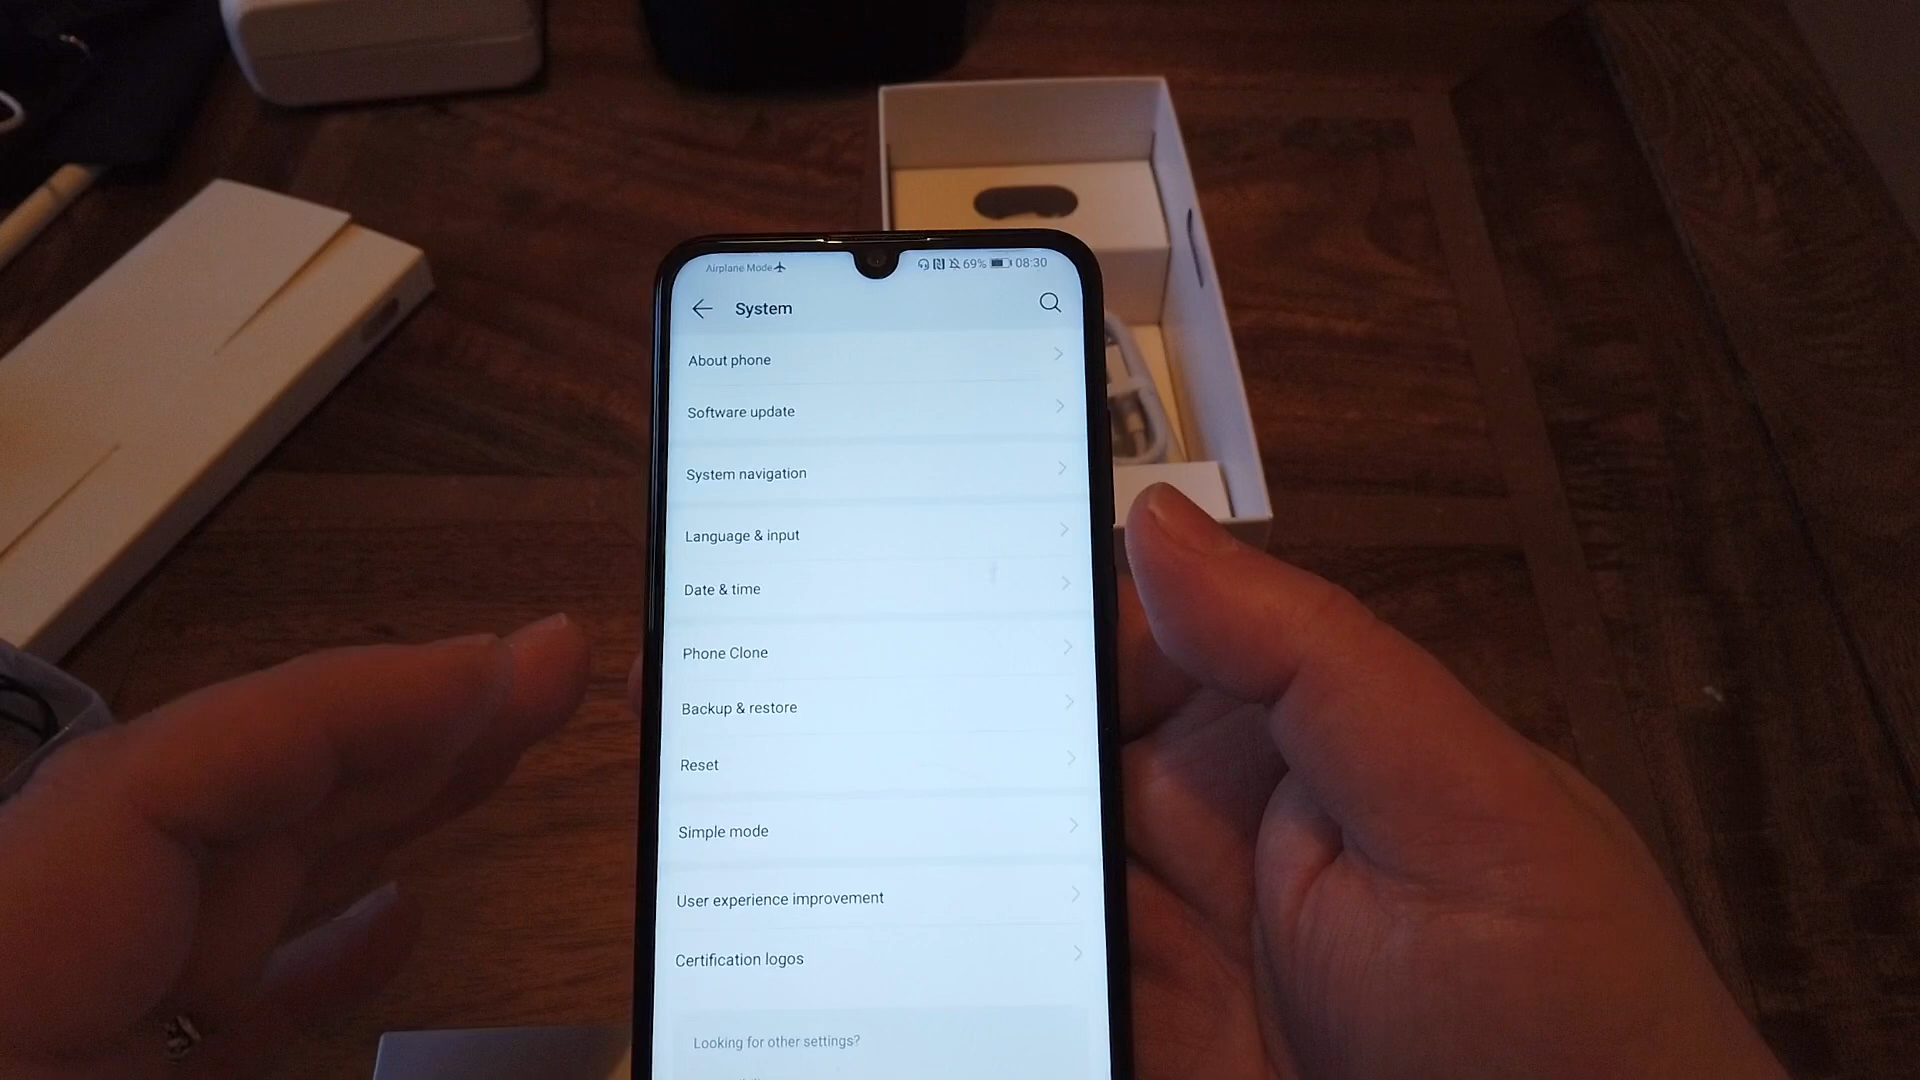 Airplane Mode 69% 08:30
System
About phone
Software update
System navigation
Language & input
Date & time
Phone Clone
Backup & restore
Reset
Simple mode
User experience improvement
Certification logos
Looking for other settings?